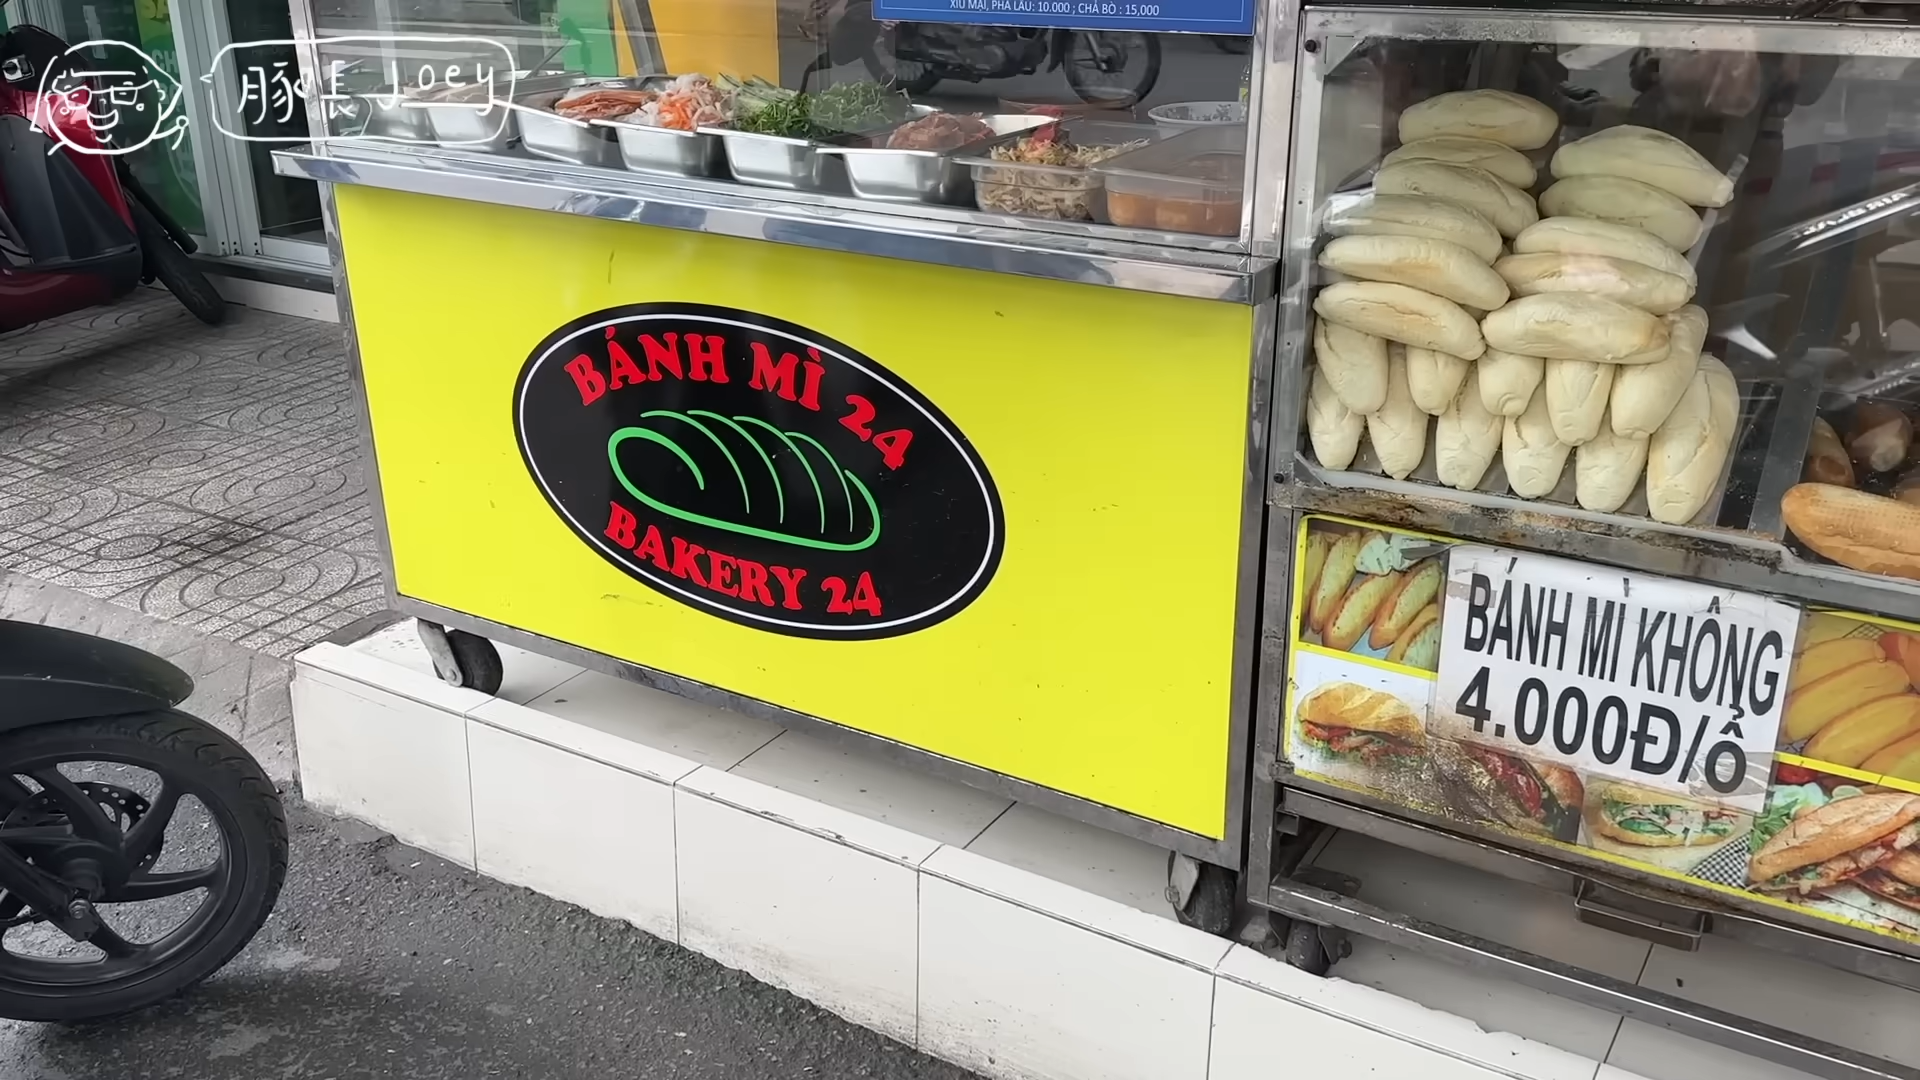 XÍU MẠI, PHÁ LẤU: 10.000 ; CHẢ BÒ : 15,000
豚長 Joey
BÁNH MÌ 24
BAKERY 24
BÁNH MÌ KHÔNG
4.000Đ/Ổ